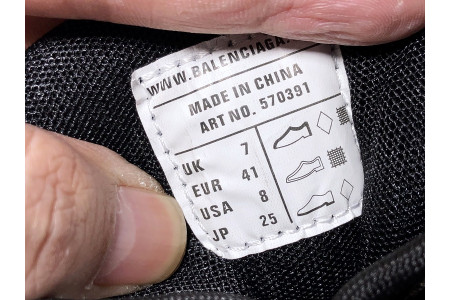 WWW.BALENCIAGA.
MADE IN CHINA
ART NO. 570391
UK 7
EUR 41
USA 8
JP 25